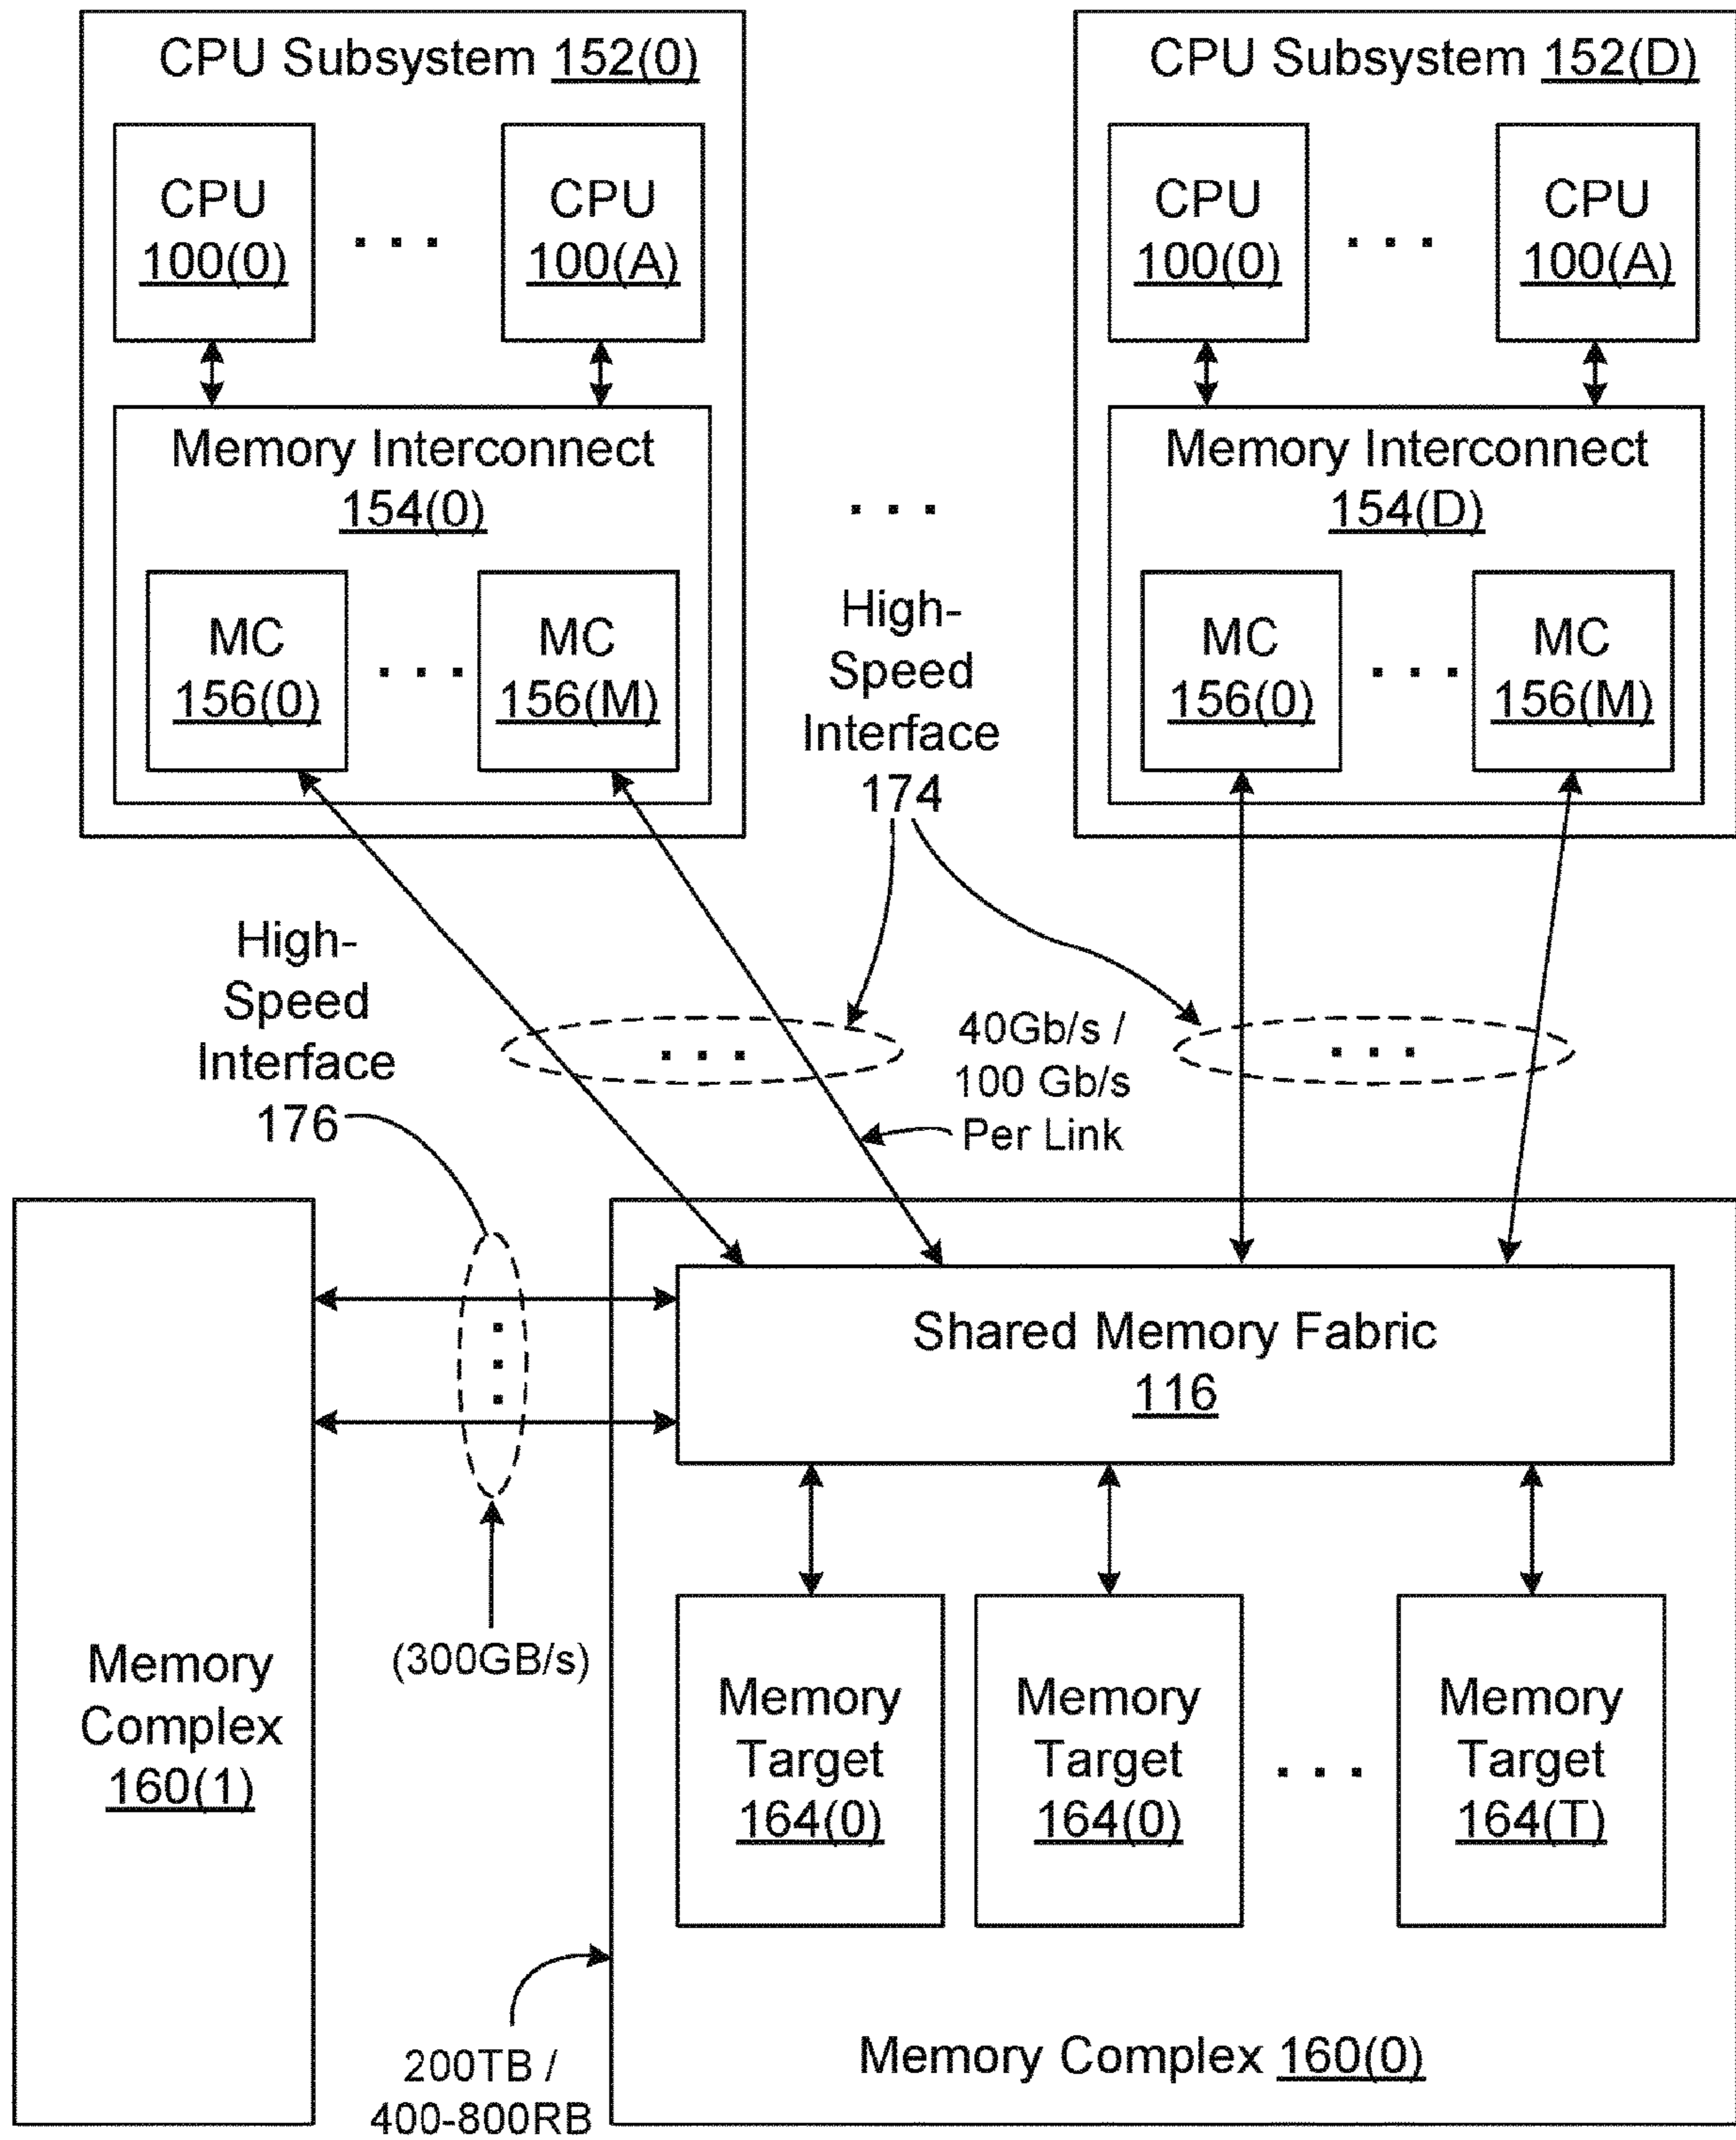 CPU Subsystem 152(0)
CPU
100(0)
. . .
CPU
100(A)
Memory Interconnect
154(0)
MC
156(0)
. . .
MC
156(M)
. . .
CPU Subsystem 152(D)
CPU
100(0)
. . .
CPU
100(A)
Memory Interconnect
154(D)
MC
156(0)
. . .
MC
156(M)
High-
Speed
Interface
174
High-
Speed
Interface
176
. . .
40Gb/s /
100 Gb/s
Per Link
. . .
Memory
Complex
160(1)
. . .
(300GB/s)
Shared Memory Fabric
116
Memory
Target
164(0)
Memory
Target
164(0)
. . .
Memory
Target
164(T)
200TB /
400-800RB
Memory Complex 160(0)